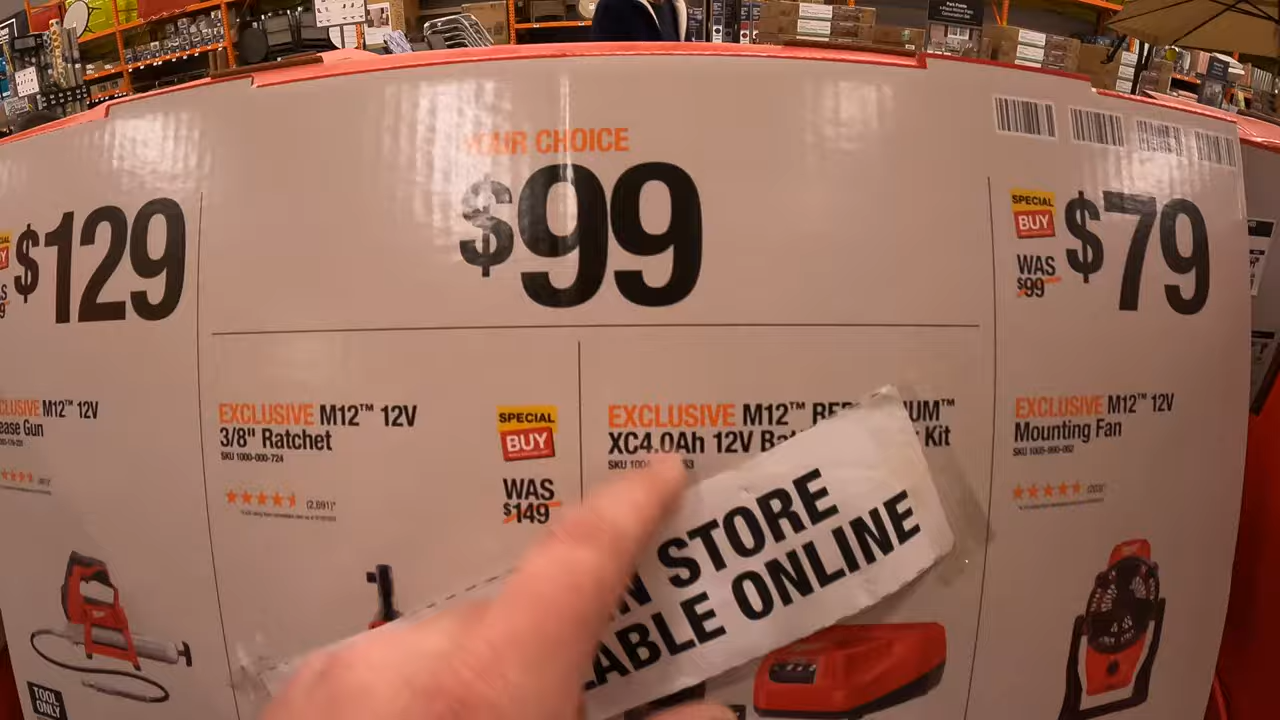 YOUR CHOICE
$99
$129
SPECIAL
BUY
WAS
$99
$79
EXCLUSIVE M12™ 12V
3/8" Ratchet
SKU 1000-000-724
(2,691)*
SPECIAL
BUY
WAS
$149
EXCLUSIVE M12™
XC4.0Ah 12V
Kit
EXCLUSIVE M12™ 12V
Mounting Fan
CLUSIVE M12™ 12V
ease Gun
STORE
ABLE ONLINE
TOOL
ONLY